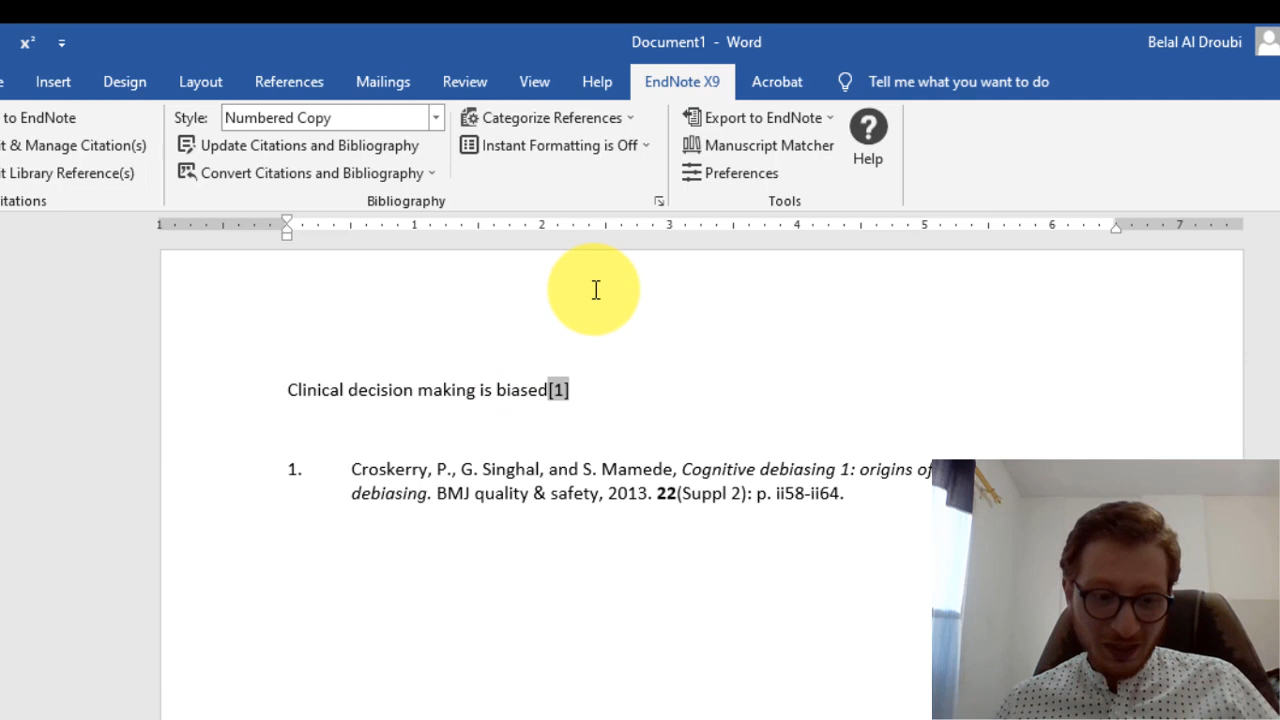 x²
Document1 - Word
Belal Al Droubi
e Insert Design Layout References Mailings Review View Help EndNote X9 Acrobat Tell me what you want to do
to EndNote
Style: Numbered Copy
Categorize References
Export to EndNote
?
it & Manage Citation(s)
Update Citations and Bibliography
Instant Formatting is Off
Manuscript Matcher
Help
it Library Reference(s)
Convert Citations and Bibliography
Preferences
itations
Bibliography
Tools
1 1 2 3 4 5 6 7
Clinical decision making is biased[1]
1. Croskerry, P., G. Singhal, and S. Mamede, Cognitive debiasing 1: origins of
debiasing. BMJ quality & safety, 2013. 22(Suppl 2): p. ii58-ii64.